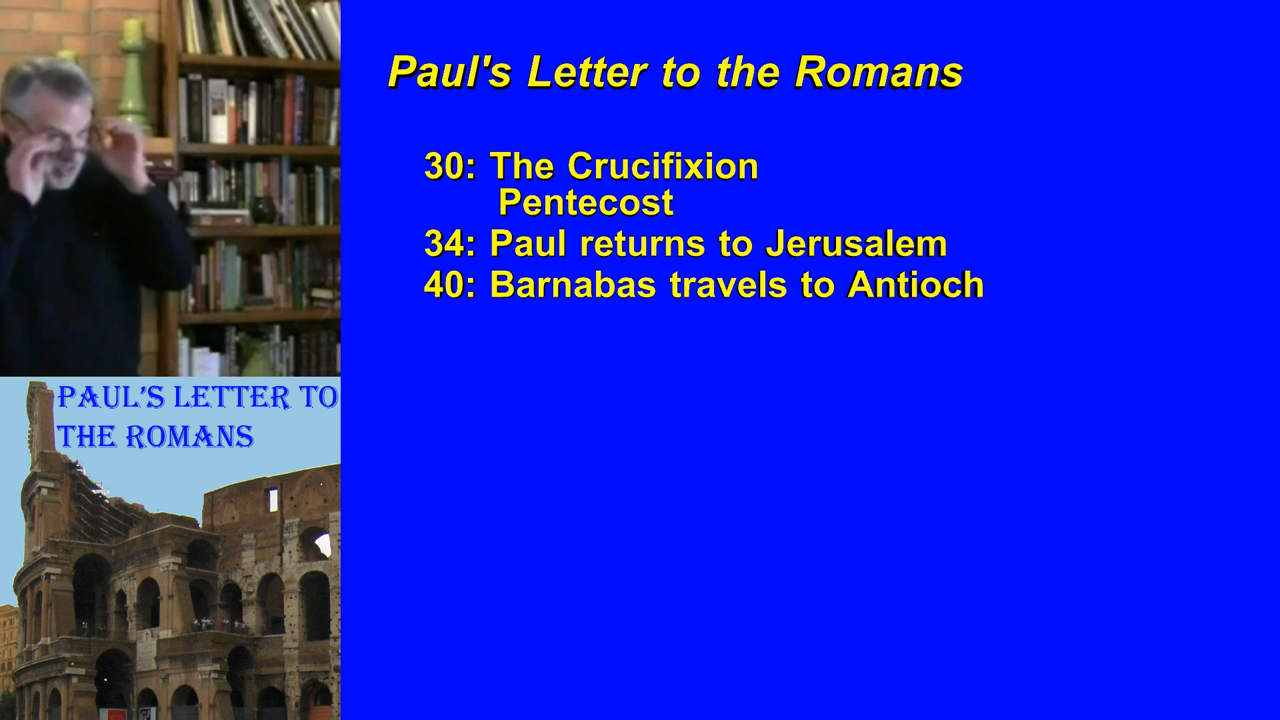 Paul's Letter to the Romans
30: The Crucifixion
Pentecost
34: Paul returns to Jerusalem
40: Barnabas travels to Antioch
PAUL'S LETTER TO
THE ROMANS